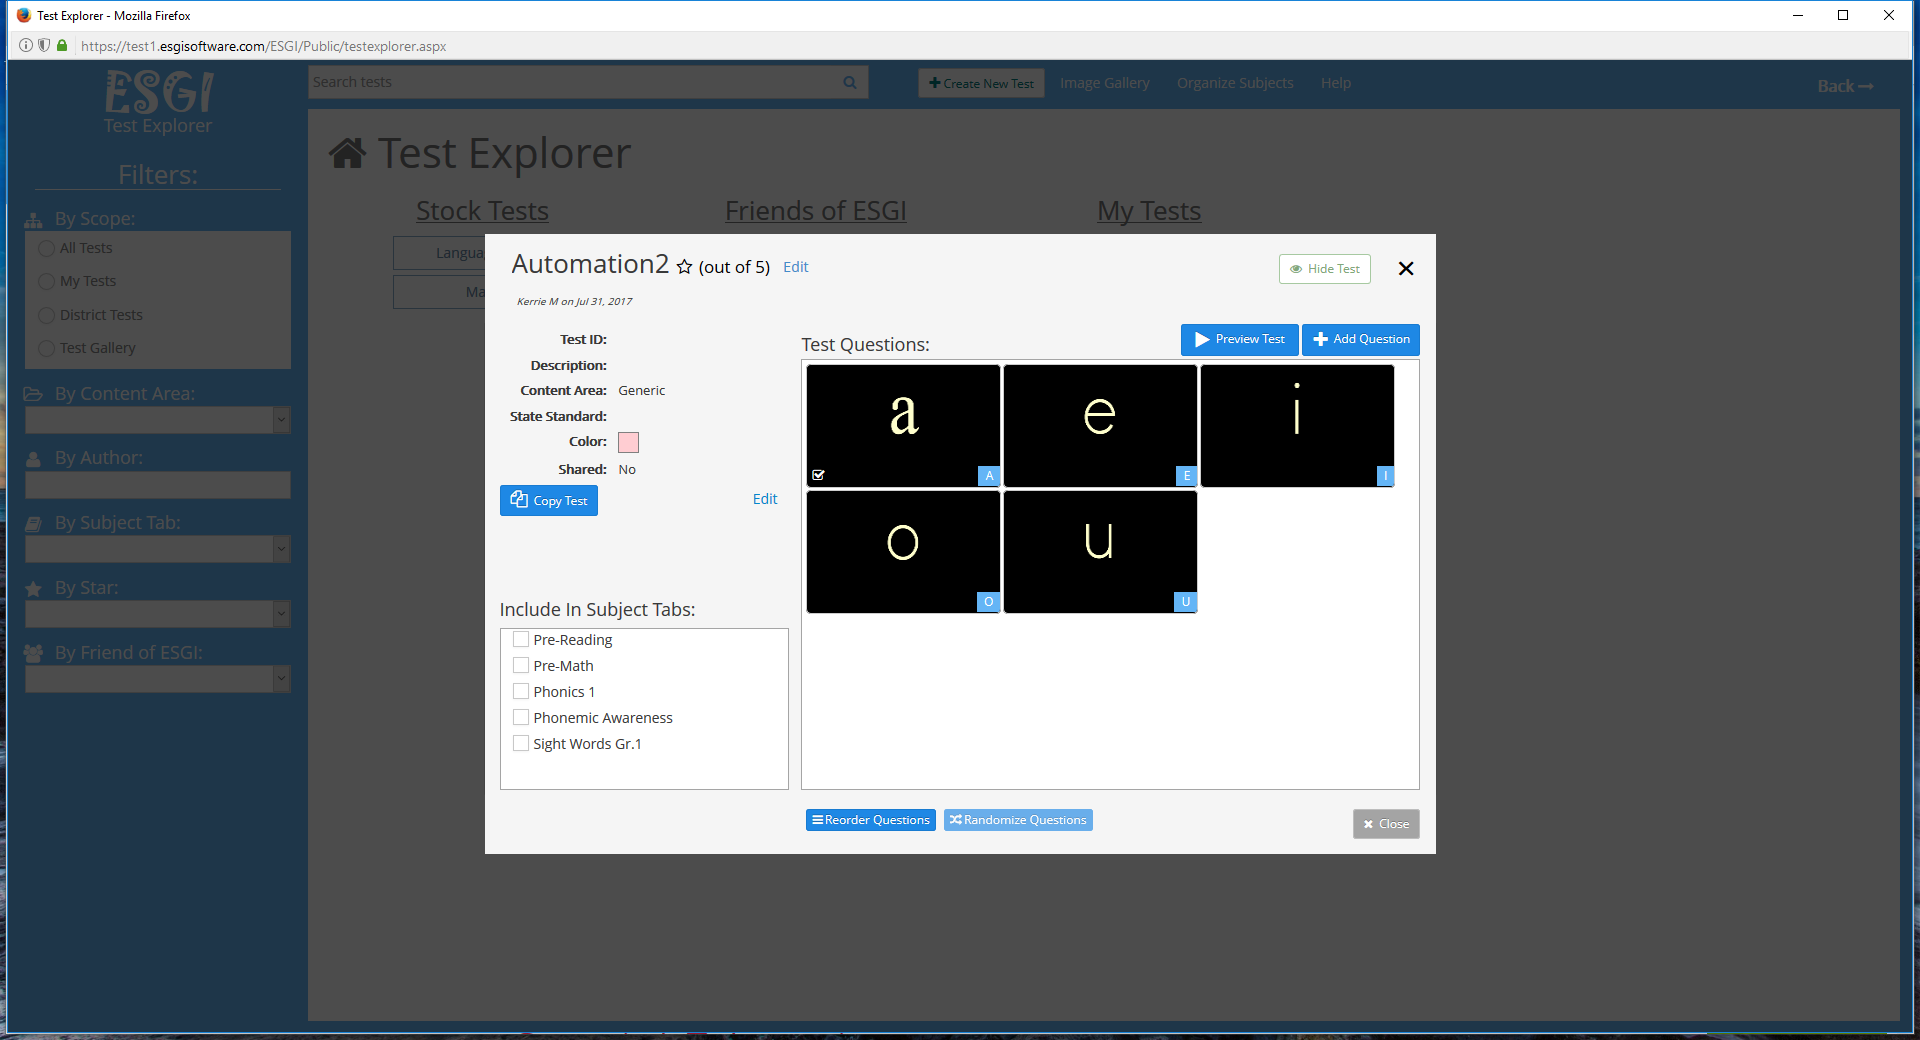 Test Explorer - Mozilla Firefox
https://test1.esgisoftware.com/ESGI/Public/testexplorer.aspx
ESGI
Test Explorer
Search tests
Create New Test
Image Gallery
Organize Subjects
Help
Back
Filters:
By Scope:
All Tests
My Tests
District Tests
Test Gallery
By Content Area:
By Author:
By Subject Tab:
By Star:
By Friend of ESGI:
Test Explorer
Stock Tests
Friends of ESGI
My Tests
Automation2 (out of 5) Edit
Hide Test
Kerrie M on Jul 31, 2017
Test ID:
Description:
Content Area: Generic
State Standard:
Color:
Shared: No
Copy Test
Edit
Include In Subject Tabs:
Pre-Reading
Pre-Math
Phonics 1
Phonemic Awareness
Sight Words Gr.1
Test Questions:
Preview Test
Add Question
a
A
e
E
i
I
o
O
u
U
Reorder Questions
Randomize Questions
Close